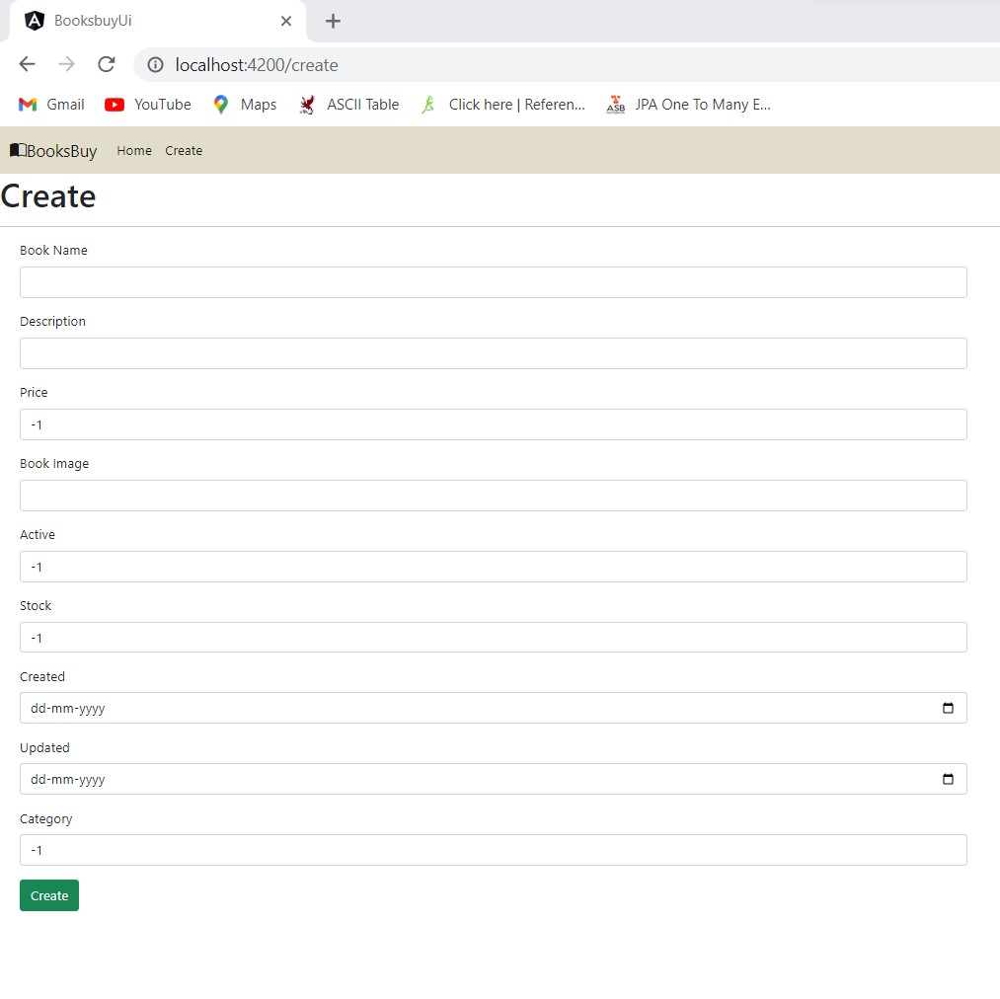 BooksbuyUi
localhost:4200/create
Gmail YouTube Maps ASCII Table Click here | Referen... ASB JPA One To Many E...
BooksBuy Home Create
Create
Book Name
Description
Price
-1
Book Image
Active
-1
Stock
-1
Created
dd-mm-yyyy
Updated
dd-mm-yyyy
Category
-1
Create